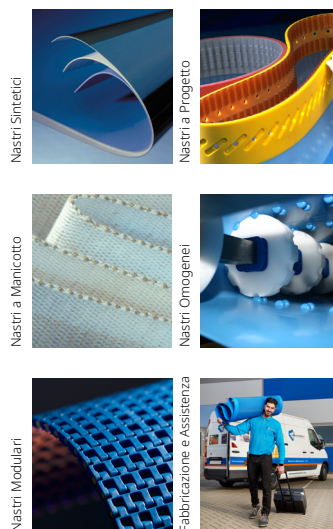 Nastri Sintetici
Nastri a Progetto
Nastri a Manicotto
Nastri Omogenei
Nastri Modulari
Fabbricazione e Assistenza